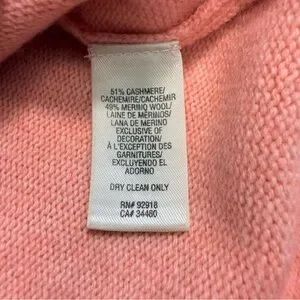 51% CASHMERE/
CACHEMIRE/CACHEMIR
49% MERINO WOOL/
LAINE DE MÉRINOS/
LANA DE MERINO
EXCLUSIVE OF
DECORATION/
À L'EXCEPTION DES
GARNITURES/
EXCLUYENDO EL
ADORNO
DRY CLEAN ONLY
RN# 92918
CA# 34460